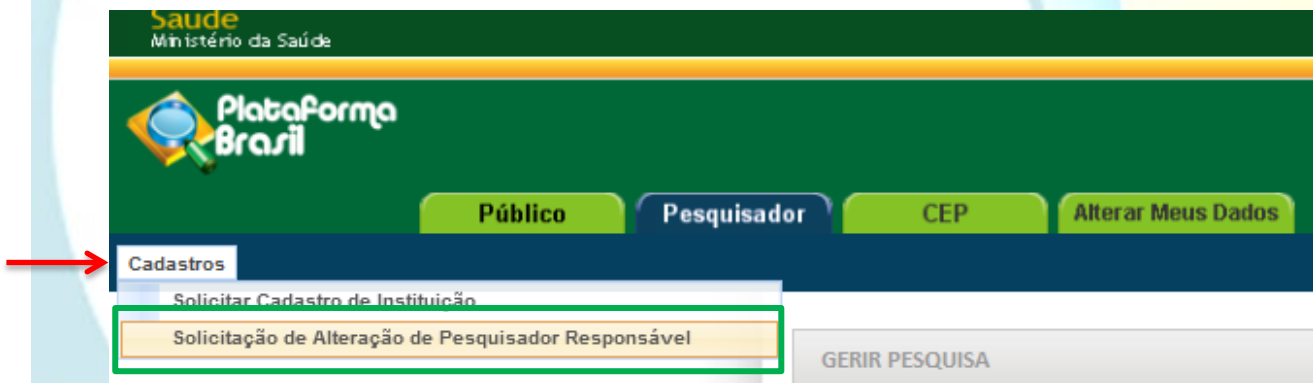 Saúde
Ministério da Saúde
Plataforma
Brasil
Público
Pesquisador
CEP
Alterar Meus Dados
Cadastros
Solicitar Cadastro de Instituição
Solicitação de Alteração de Pesquisador Responsável
GERIR PESQUISA